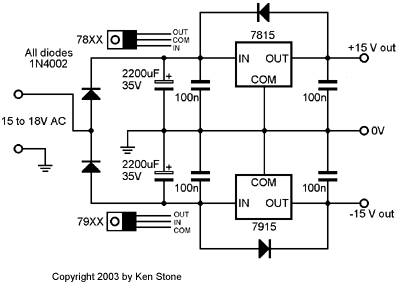 78XX
OUT
COM
IN
All diodes
1N4002
7815
IN
OUT
COM
+15 V out
2200uF
35V
+
100n
100n
15 to 18V AC
0V
2200uF
35V
+
100n
100n
COM
IN
OUT
-15 V out
7915
79XX
OUT
IN
COM
Copyright 2003 by Ken Stone